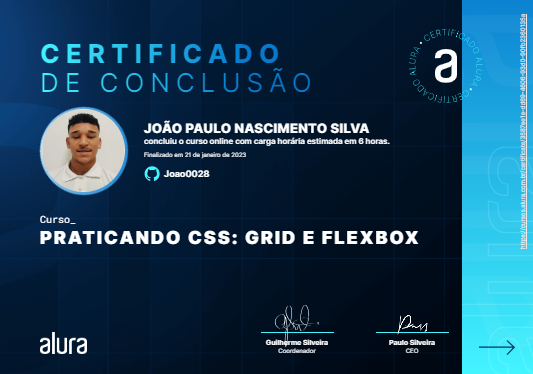 CERTIFICADO
DE CONCLUSÃO
CERTIFICADO ALURA • CERTIFICADO ALURA •
a
JOÃO PAULO NASCIMENTO SILVA
concluiu o curso online com carga horária estimada em 6 horas.
Finalizado em 21 de janeiro de 2023
Joao0028
Curso_
PRATICANDO CSS: GRID E FLEXBOX
Guilherme Silveira
Coordenador
Paulo Silveira
CEO
alura